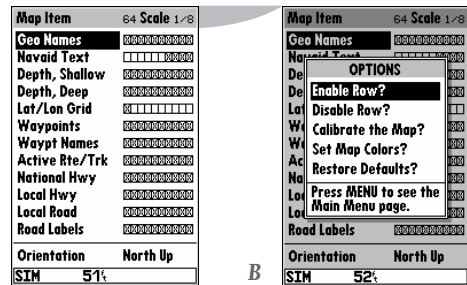 Map Item 64 Scale 1/8
Geo Names
Navaid Text
Depth, Shallow
Depth, Deep
Lat/Lon Grid
Waypoints
Waypt Names
Active Rte/Trk
National Hwy
Local Hwy
Local Road
Road Labels
Orientation North Up
SIM 51
B
Map Item 64 Scale 1/8
Geo Names
OPTIONS
Enable Row?
Disable Row?
Calibrate the Map?
Set Map Colors?
Restore Defaults?
Press MENU to see the
Main Menu page.
Road Labels
Orientation North Up
SIM 52